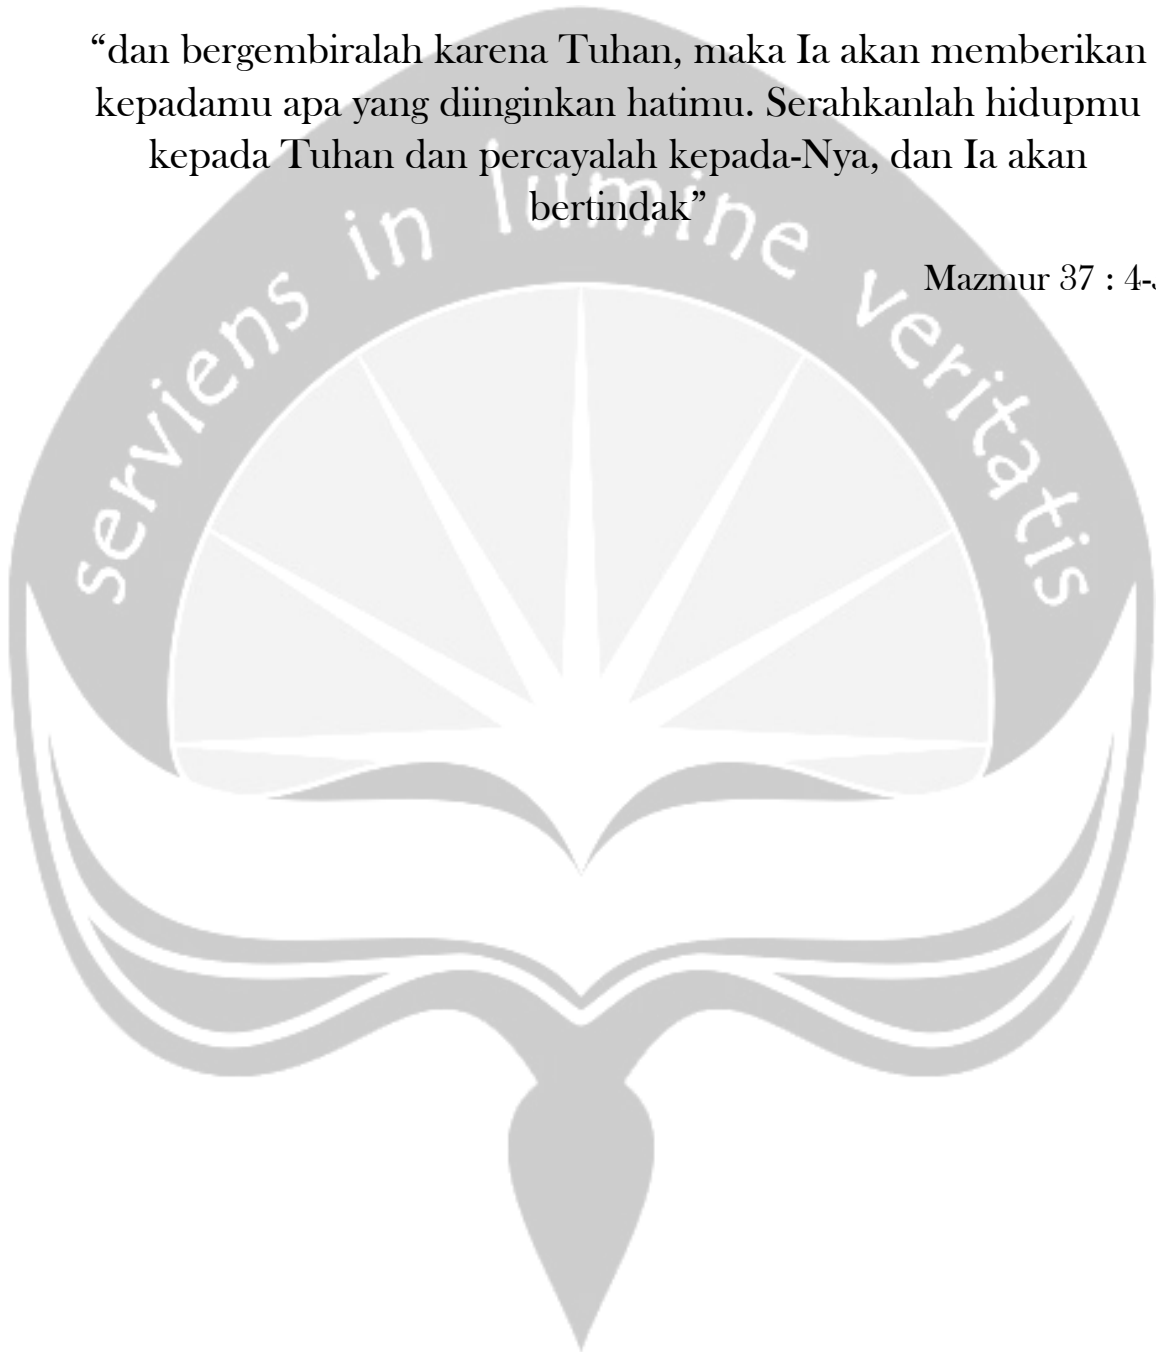 “dan bergembiralah karena Tuhan, maka Ia akan memberikan
kepadamu apa yang diinginkan hatimu. Serahkanlah hidupmu
kepada Tuhan dan percayalah kepada-Nya, dan Ia akan
bertindak”
serviens in lumine veritatis
Mazmur 37 : 4-